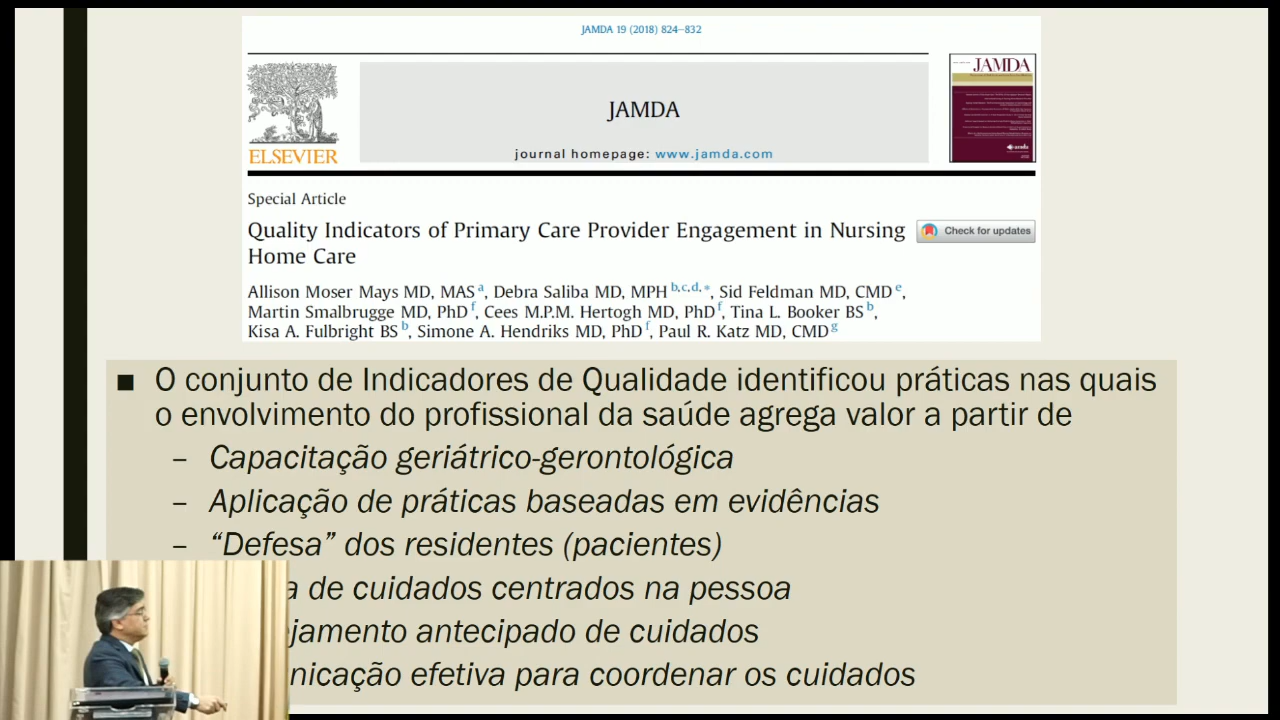 JAMDA 19 (2018) 824–832
JAMDA
ELSEVIER
JAMDA
journal homepage: www.jamda.com
Special Article
Quality Indicators of Primary Care Provider Engagement in Nursing
Home Care
Check for updates
Allison Moser Mays MD, MAS a, Debra Saliba MD, MPH b,c,d,*, Sid Feldman MD, CMD e,
Martin Smalbrugge MD, PhD f, Cees M.P.M. Hertogh MD, PhD f, Tina L. Booker BS b,
Kisa A. Fulbright BS b, Simone A. Hendriks MD, PhD f, Paul R. Katz MD, CMD g
■ O conjunto de Indicadores de Qualidade identificou práticas nas quais
o envolvimento do profissional da saúde agrega valor a partir de
– Capacitação geriátrico-gerontológica
– Aplicação de práticas baseadas em evidências
– “Defesa” dos residentes (pacientes)
a de cuidados centrados na pessoa
ejamento antecipado de cuidados
nicação efetiva para coordenar os cuidados